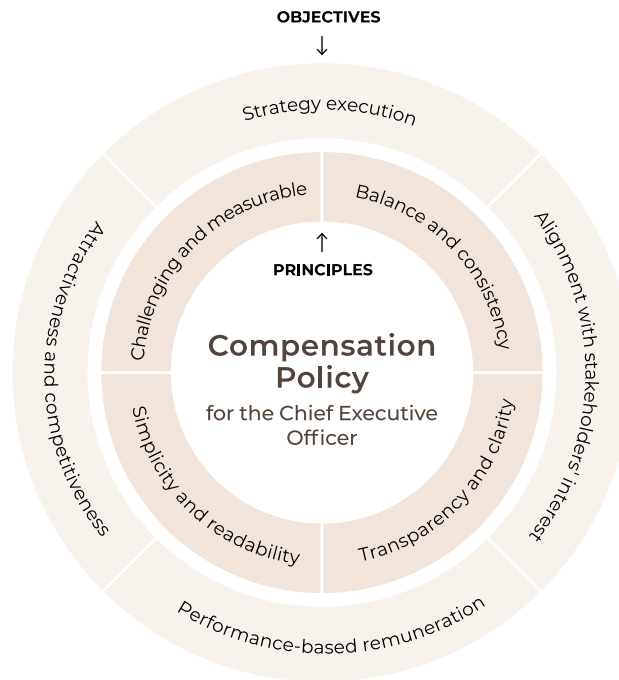 OBJECTIVES
Strategy execution
Challenging and measurable
Balance and consistency
Attractiveness and competitiveness
Alignment with stakeholders' interest
PRINCIPLES
Compensation
Policy
for the Chief Executive
Officer
Simplicity and readability
Transparency and clarity
Performance-based remuneration